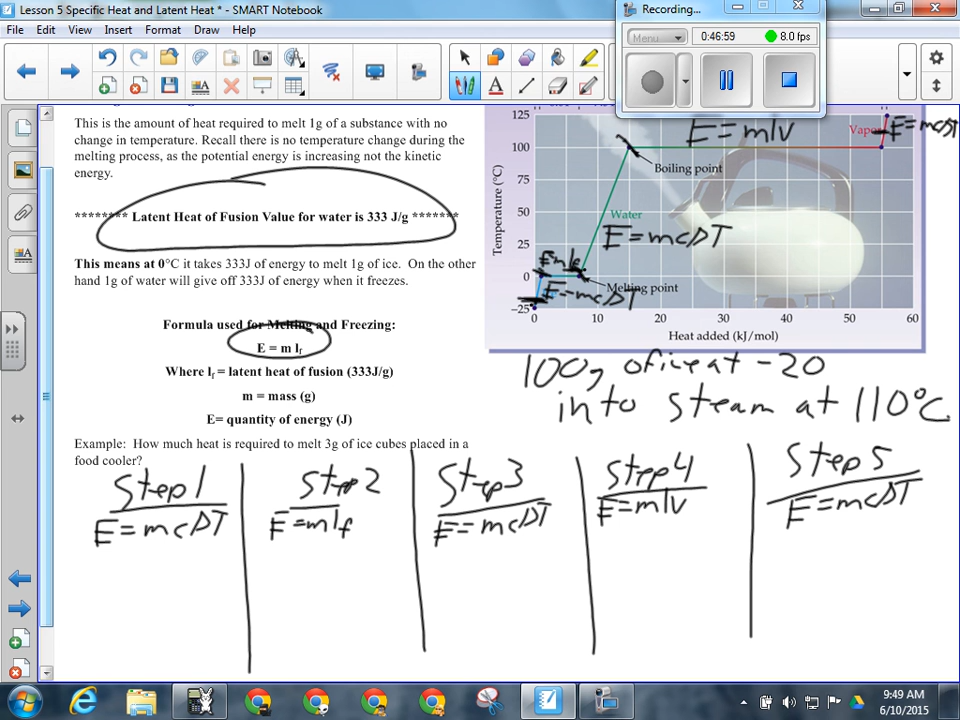 Lesson 5 Specific Heat and Latent Heat * - SMART Notebook
Recording...
File Edit View Insert Format Draw Help
Menu
0:46:59
8.0 fps
This is the amount of heat required to melt 1g of a substance with no
change in temperature. Recall there is no temperature change during the
melting process, as the potential energy is increasing not the kinetic
energy.
******** Latent Heat of Fusion Value for water is 333 J/g *******
This means at 0°C it takes 333J of energy to melt 1g of ice. On the other
hand 1g of water will give off 333J of energy when it freezes.
Formula used for Melting and Freezing:
E = m lf
Where lf = latent heat of fusion (333J/g)
m = mass (g)
E= quantity of energy (J)
Example: How much heat is required to melt 3g of ice cubes placed in a
food cooler?
Temperature (°C)
125
100
75
50
25
0
−25
E=mlv
Vapor
E=mcDT
Boiling point
Water
E=mcDT
E=mlf
Melting point
E=mcDT
0 10 20 30 40 50 60
Heat added (kJ/mol)
100g of ice at -20
into steam at 110°C
Step 1
E=mcDT
Step 2
E=mlf
Step 3
E=mcDT
Step 4
E=mlv
Step 5
E=mcDT
9:49 AM
6/10/2015